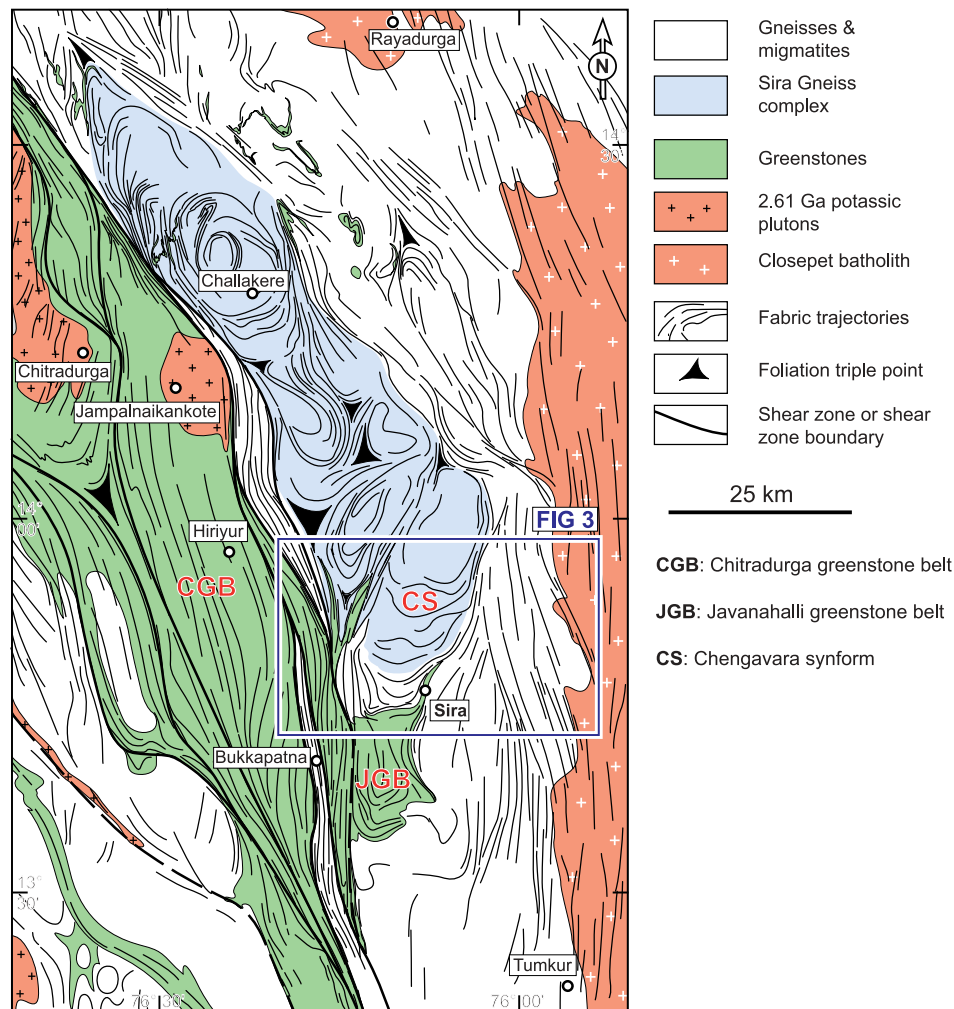 Rayadurga
N
14°
30'
Challakere
Chitradurga
Jampalnaikankote
14°
00'
FIG 3
Hiriyur
CGB
CS
Sira
Bukkapatna
JGB
13°
30'
Tumkur
76° 30'
76° 00'
Gneisses &
migmatites
Sira Gneiss
complex
Greenstones
2.61 Ga potassic
plutons
Closepet batholith
Fabric trajectories
Foliation triple point
Shear zone or shear
zone boundary
25 km
CGB: Chitradurga greenstone belt
JGB: Javanahalli greenstone belt
CS: Chengavara synform